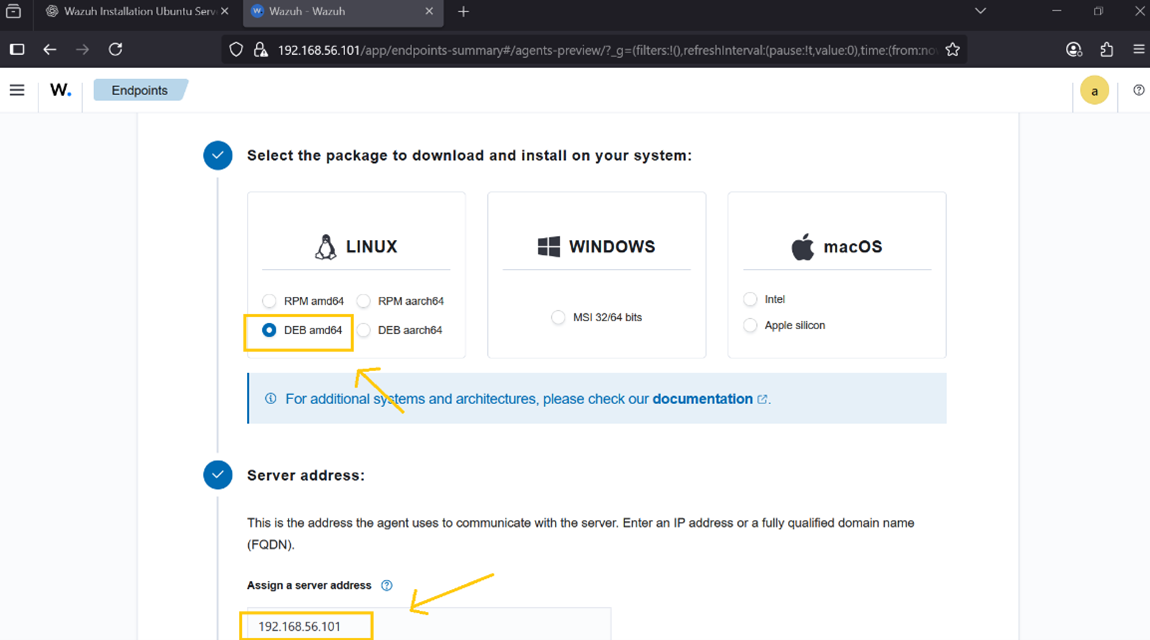 Wazuh Installation Ubuntu Serv
Wazuh - Wazuh
192.168.56.101/app/endpoints-summary#/agents-preview/?_g=(filters:!(),refreshInterval:(pause:!t,value:0),time:(from:no
W.
Endpoints
a
Select the package to download and install on your system:
LINUX
WINDOWS
macOS
RPM amd64
RPM aarch64
DEB amd64
DEB aarch64
MSI 32/64 bits
Intel
Apple silicon
For additional systems and architectures, please check our documentation.
Server address:
This is the address the agent uses to communicate with the server. Enter an IP address or a fully qualified domain name
(FQDN).
Assign a server address
192.168.56.101